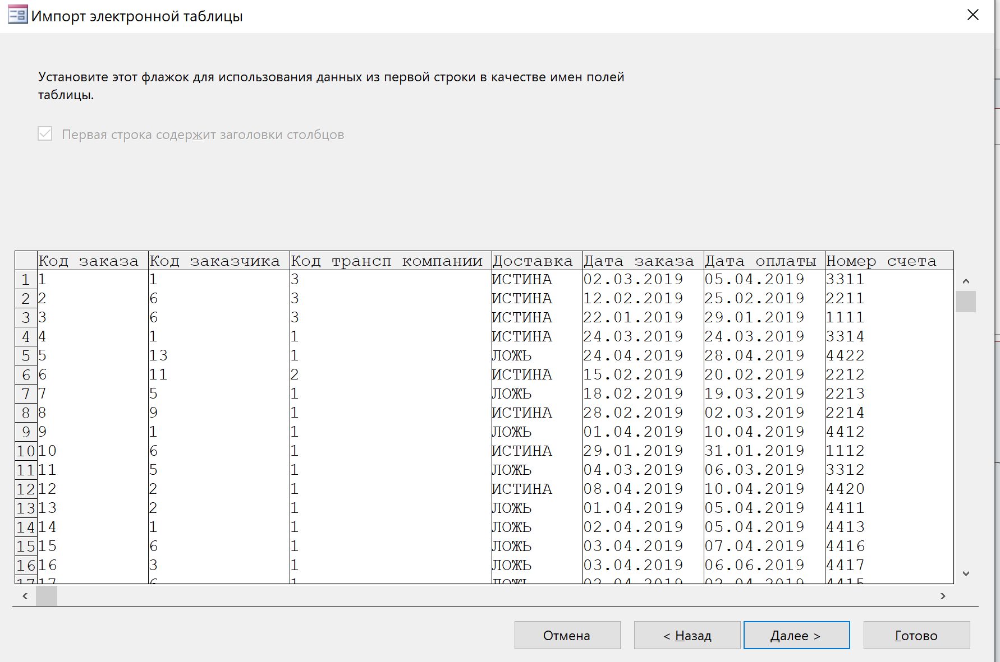 Импорт электронной таблицы
Установите этот флажок для использования данных из первой строки в качестве имен полей
таблицы.
Первая строка содержит заголовки столбцов
Код заказа Код заказчика Код трансп компании Доставка Дата заказа Дата оплаты Номер счета
1 1 1 3 ИСТИНА 02.03.2019 05.04.2019 3311
2 2 6 3 ИСТИНА 12.02.2019 25.02.2019 2211
3 3 6 3 ИСТИНА 22.01.2019 29.01.2019 1111
4 4 1 1 ИСТИНА 24.03.2019 24.03.2019 3314
5 5 13 1 ЛОЖЬ 24.04.2019 28.04.2019 4422
6 6 11 2 ИСТИНА 15.02.2019 20.02.2019 2212
7 7 5 1 ЛОЖЬ 18.02.2019 19.03.2019 2213
8 8 9 1 ИСТИНА 28.02.2019 02.03.2019 2214
9 9 1 1 ЛОЖЬ 01.04.2019 10.04.2019 4412
10 10 6 1 ИСТИНА 29.01.2019 31.01.2019 1112
11 11 5 1 ЛОЖЬ 04.03.2019 06.03.2019 3312
12 12 2 1 ИСТИНА 08.04.2019 10.04.2019 4420
13 13 2 1 ЛОЖЬ 01.04.2019 05.04.2019 4411
14 14 1 1 ЛОЖЬ 02.04.2019 05.04.2019 4413
15 15 6 1 ЛОЖЬ 03.04.2019 07.04.2019 4416
16 16 3 1 ЛОЖЬ 03.04.2019 06.06.2019 4417
17 17 6 1 ЛОЖЬ 4415
Отмена < Назад Далее > Готово